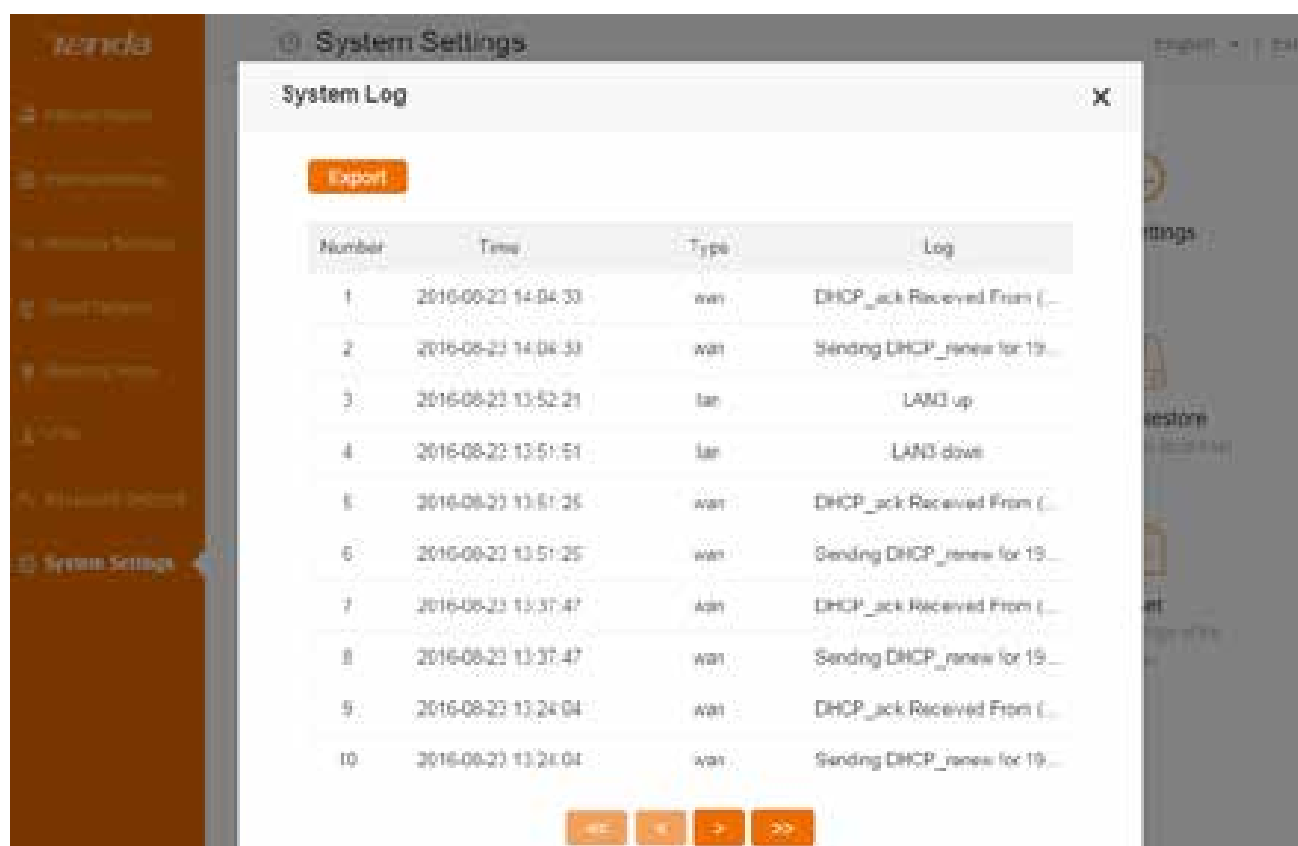 Tenda
System Settings
System Log
Export
Number Time Type Log
1 2016-08-23 14:04:33 wan DHCP_ack Received From (...
2 2016-08-23 14:04:33 wan Sending DHCP_renew for 19...
3 2016-08-23 13:52:21 lan LAN3 up
4 2016-08-23 13:51:51 lan LAN3 down
5 2016-08-23 13:51:25 wan DHCP_ack Received From (...
6 2016-08-23 13:51:25 wan Sending DHCP_renew for 19...
7 2016-08-23 13:37:47 wan DHCP_ack Received From (...
8 2016-08-23 13:37:47 wan Sending DHCP_renew for 19...
9 2016-08-23 13:24:04 wan DHCP_ack Received From (...
10 2016-08-23 13:24:04 wan Sending DHCP_renew for 19...
<< < > >>
System Settings
ttings
estore
et